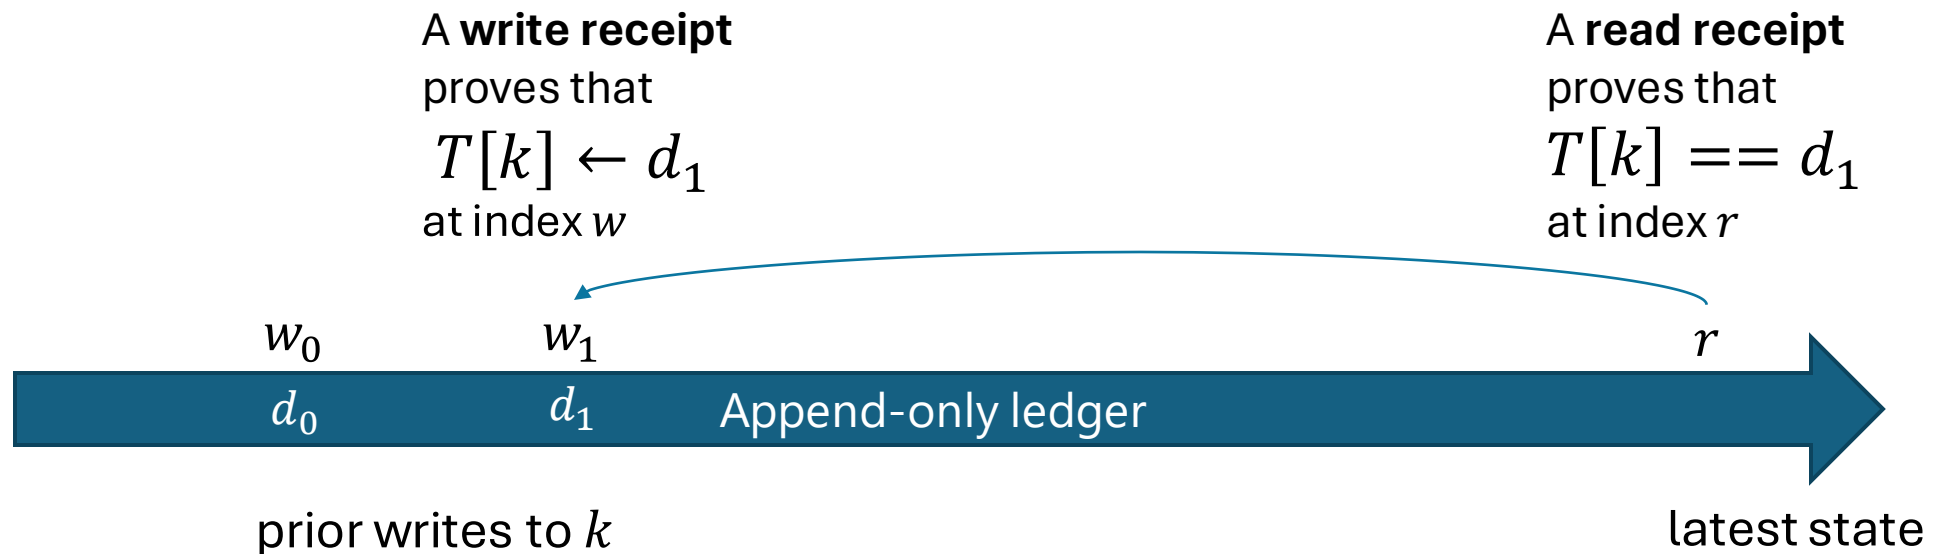 A write receipt
proves that
T[k] ← d₁
at index w
A read receipt
proves that
T[k] == d₁
at index r
w₀
w₁
r
d₀
d₁
Append-only ledger
prior writes to k
latest state